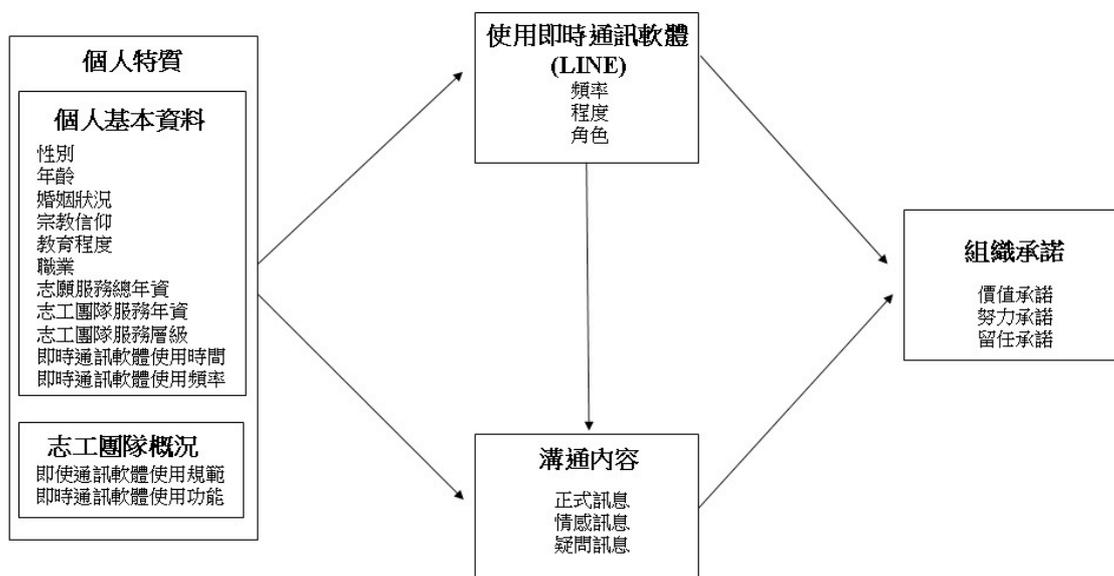 個人特質
個人基本資料
性別
年齡
婚姻狀況
宗教信仰
教育程度
職業
志願服務總年資
志工團隊服務年資
志工團隊服務層級
即時通訊軟體使用時間
即時通訊軟體使用頻率
志工團隊概況
即使通訊軟體使用規範
即時通訊軟體使用功能
使用即時通訊軟體
(LINE)
頻率
程度
角色
溝通內容
正式訊息
情感訊息
疑問訊息
組織承諾
價值承諾
努力承諾
留任承諾